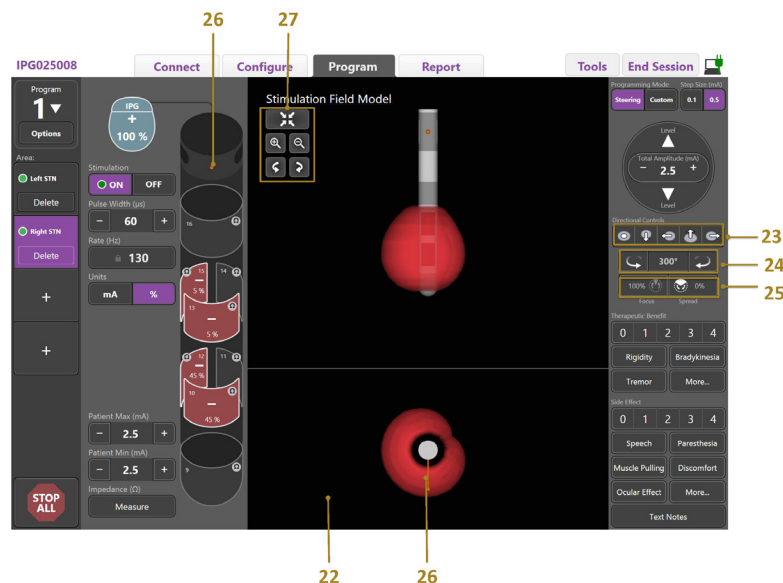 26
27
IPG025008
Connect
Configure
Program
Report
Tools
End Session
Program
1
Options
Area:
Left STN
Delete
Right STN
Delete
+
+
STOP
ALL
IPG
+
100 %
Stimulation
ON
OFF
Pulse Width (µs)
− 60 +
Rate (Hz)
130
Units
mA
%
Patient Max (mA)
− 2.5 +
Patient Min (mA)
− 2.5 +
Impedance (Ω)
Measure
16
Ω
15
14
Ω
−
5 %
13
Ω
−
5 %
12
11
Ω
−
45 %
10
Ω
−
45 %
9
Ω
Stimulation Field Model
22
26
Programming Mode
Step Size (mA)
Steering
Custom
0.1
0.5
Level
Total Amplitude (mA)
− 2.5 +
Level
Directional Controls
23
300°
24
100%
0%
25
Focus
Spread
Therapeutic Benefit
0 1 2 3 4
Rigidity
Bradykinesia
Tremor
More...
Side Effect
0 1 2 3 4
Speech
Paresthesia
Muscle Pulling
Discomfort
Ocular Effect
More...
Text Notes